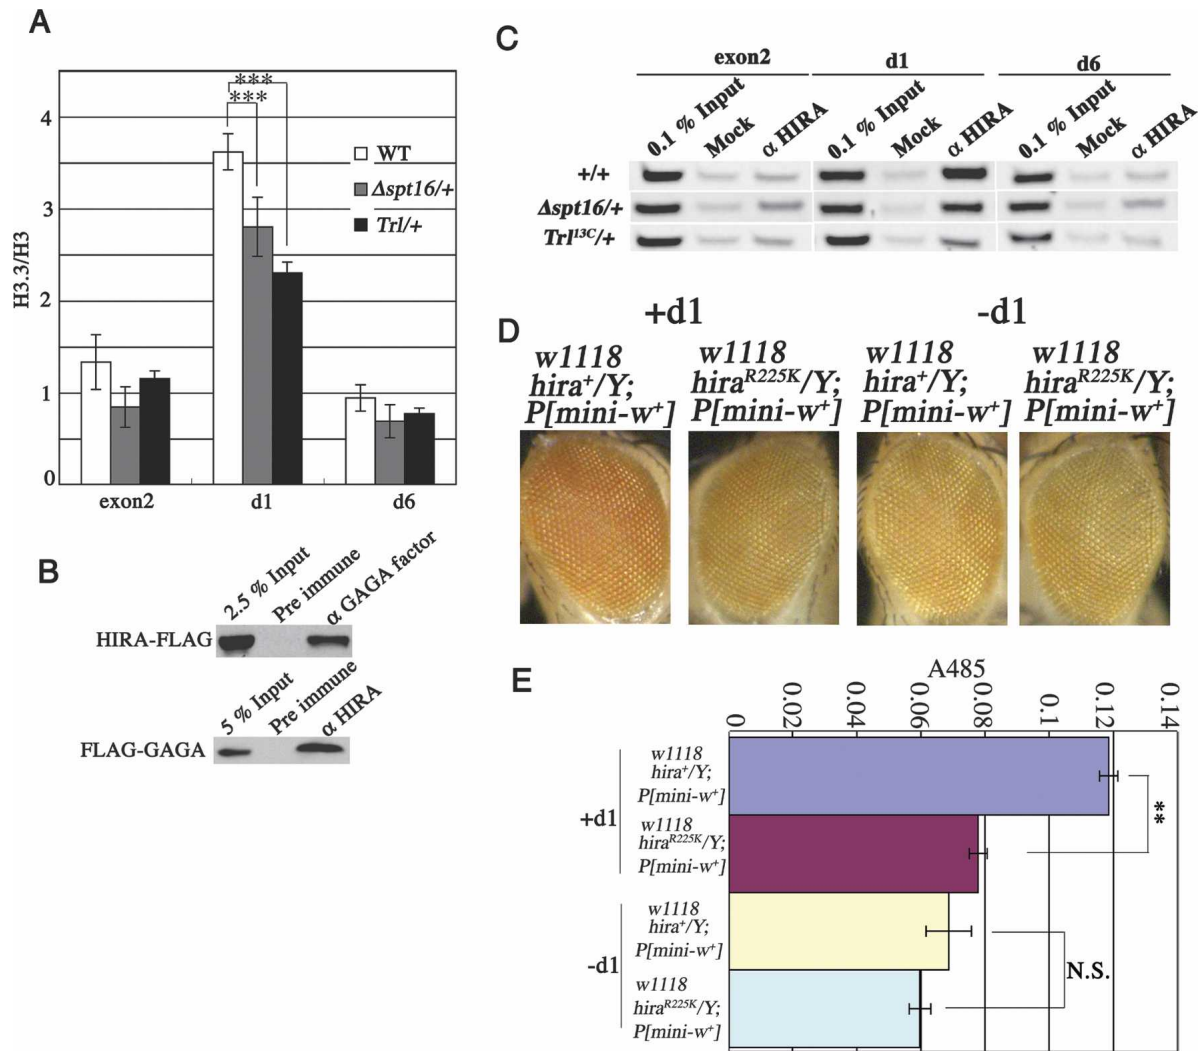 A
4
3
2
1
0
H3.3/H3
***
***
WT
Δspt16/+
Trl/+
exon2 d1 d6
B
2.5 % Input
Pre immune
α GAGA factor
HIRA-FLAG
5 % Input
Pre immune
α HIRA
FLAG-GAGA
C
exon2 d1 d6
0.1 % Input Mock α HIRA 0.1 % Input Mock α HIRA 0.1 % Input Mock α HIRA
+/+
Δspt16/+
Trl¹³ᶜ/+
D
+d1 -d1
w1118 w1118 w1118 w1118
hira⁺/Y; hiraᴿ²²⁵ᴷ/Y; hira⁺/Y; hiraᴿ²²⁵ᴷ/Y;
P[mini-w⁺] P[mini-w⁺] P[mini-w⁺] P[mini-w⁺]
E
A485
0 0.02 0.04 0.06 0.08 0.1 0.12 0.14
+d1
w1118
hira⁺/Y;
P[mini-w⁺]
w1118
hiraᴿ²²⁵ᴷ/Y;
P[mini-w⁺]
**
-d1
w1118
hira⁺/Y;
P[mini-w⁺]
w1118
hiraᴿ²²⁵ᴷ/Y;
P[mini-w⁺]
N.S.